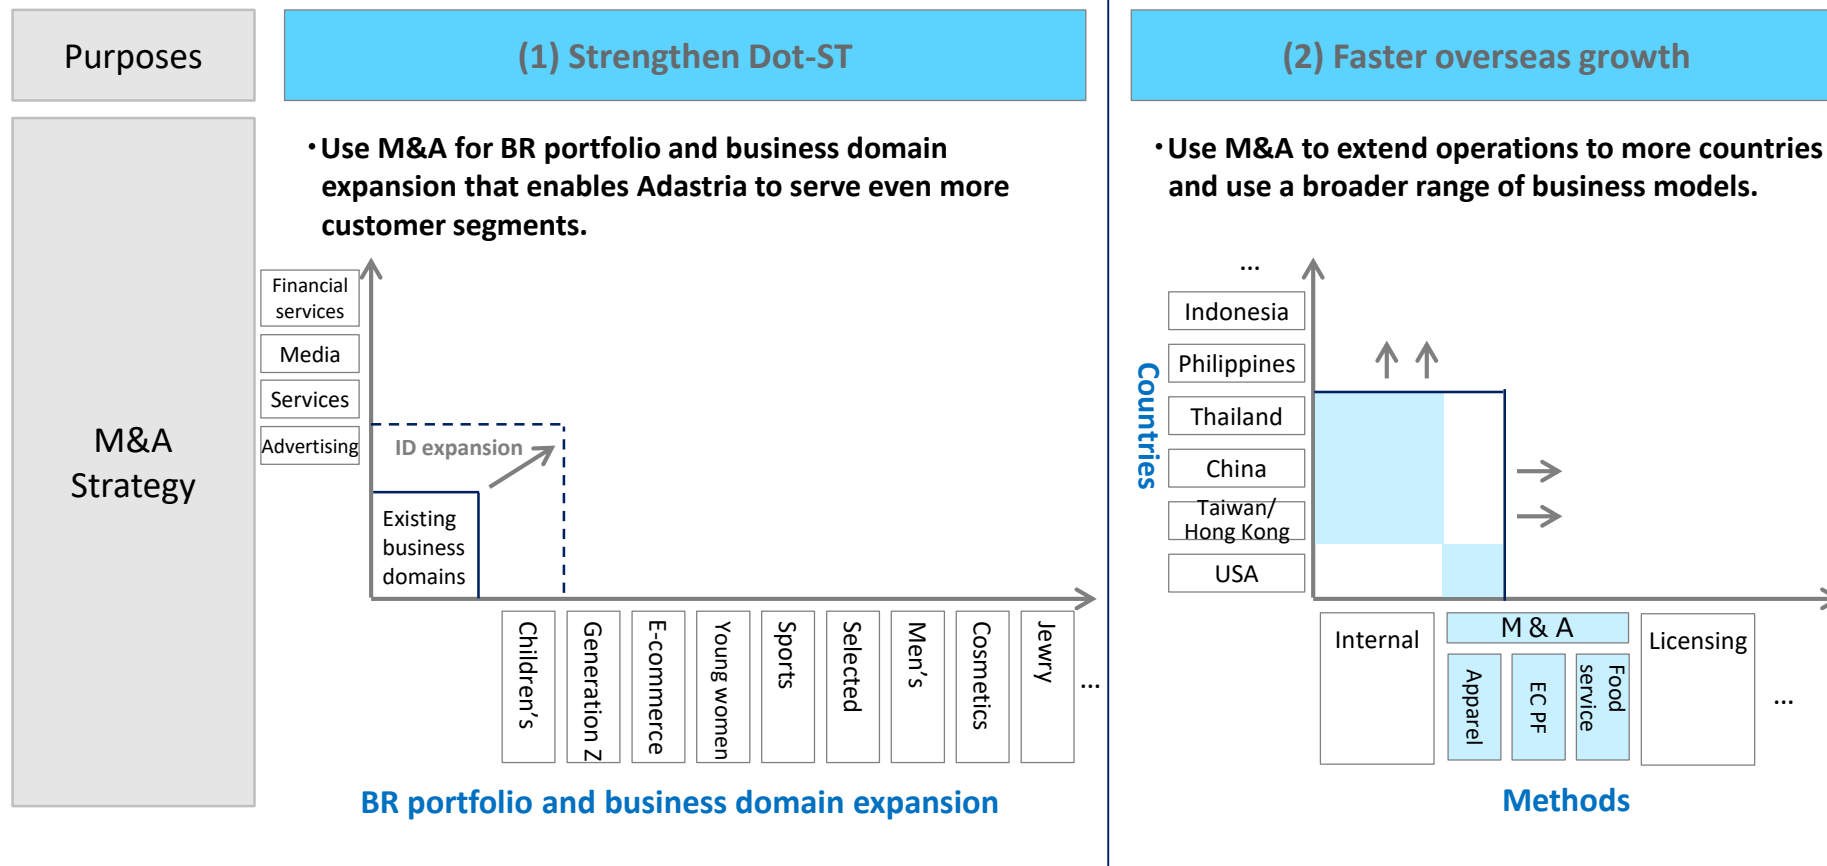 Purposes
(1) Strengthen Dot-ST
(2) Faster overseas growth
M&A
Strategy
・Use M&A for BR portfolio and business domain
expansion that enables Adastria to serve even more
customer segments.
Financial
services
Media
Services
Advertising
ID expansion
Existing
business
domains
Children's
Generation Z
E-commerce
Young women
Sports
Selected
Men's
Cosmetics
Jewry
...
BR portfolio and business domain expansion
・Use M&A to extend operations to more countries
and use a broader range of business models.
...
Indonesia
Philippines
Thailand
China
Taiwan/
Hong Kong
USA
Countries
Internal
M & A
Apparel
EC PF
Food
service
Licensing
...
Methods